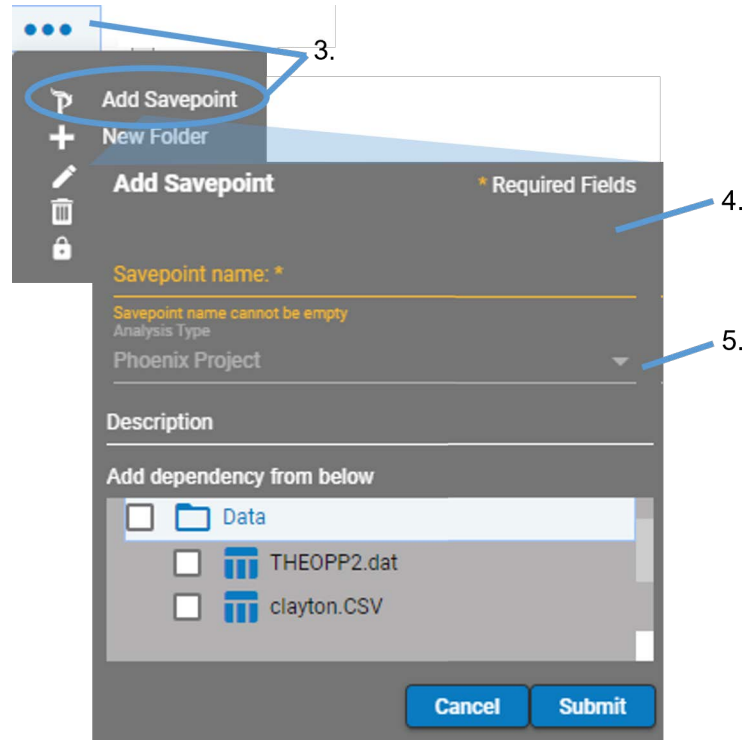 3.
Add Savepoint
New Folder
Add Savepoint * Required Fields
4.
Savepoint name: *
Savepoint name cannot be empty
Analysis Type
5.
Phoenix Project
Description
Add dependency from below
Data
THEOPP2.dat
clayton.CSV
Cancel Submit